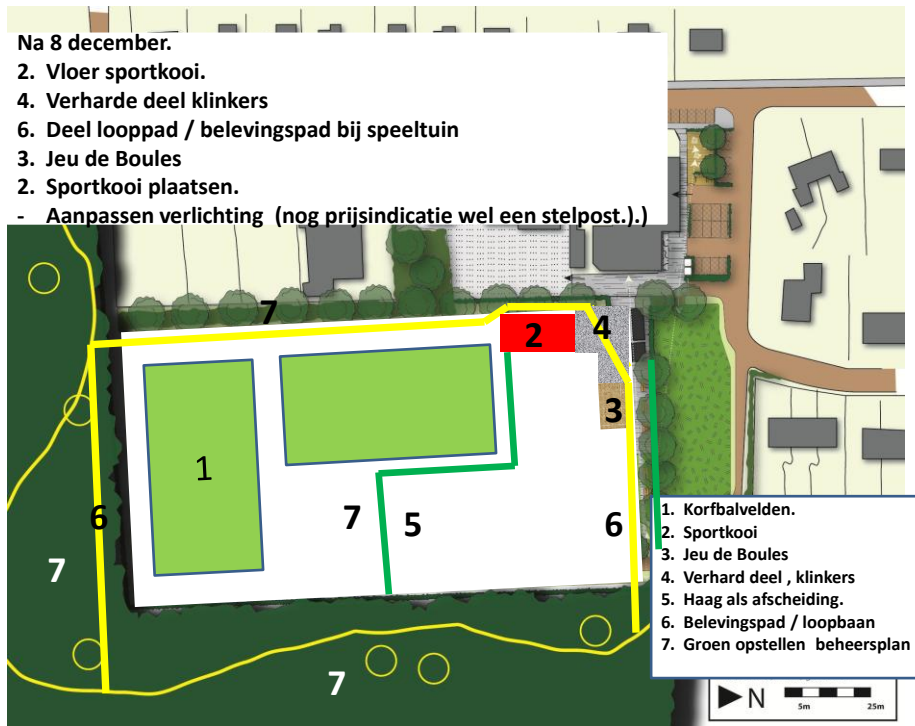 Na 8 december.
2. Vloer sportkooi.
4. Verharde deel klinkers
6. Deel looppad / belevingspad bij speeltuin
3. Jeu de Boules
2. Sportkooi plaatsen.
- Aanpassen verlichting (nog prijsindicatie wel een stelpost.).)
7
2
4
3
1
6
7
5
6
7
7
1. Korfbalvelden.
2. Sportkooi
3. Jeu de Boules
4. Verhard deel , klinkers
5. Haag als afscheiding.
6. Belevingspad / loopbaan
7. Groen opstellen beheersplan
N
5m 25m